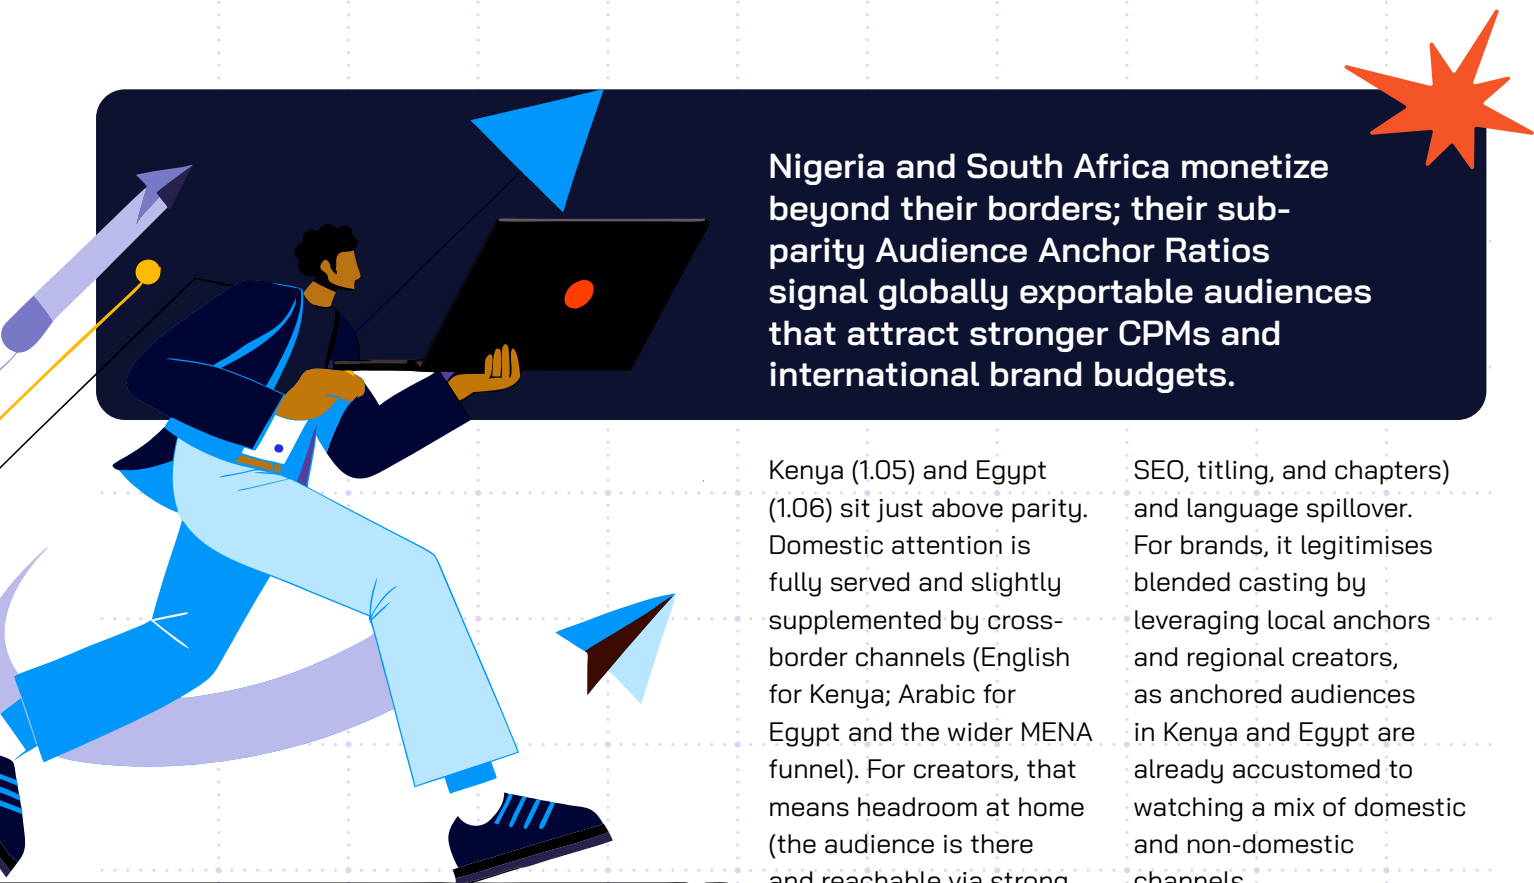 Nigeria and South Africa monetize
beyond their borders; their sub-
parity Audience Anchor Ratios
signal globally exportable audiences
that attract stronger CPMs and
international brand budgets.
Kenya (1.05) and Egypt
(1.06) sit just above parity.
Domestic attention is
fully served and slightly
supplemented by cross-
border channels (English
for Kenya; Arabic for
Egypt and the wider MENA
funnel). For creators, that
means headroom at home
(the audience is there
and reachable via strong
SEO, titling, and chapters)
and language spillover.
For brands, it legitimises
blended casting by
leveraging local anchors
and regional creators,
as anchored audiences
in Kenya and Egypt are
already accustomed to
watching a mix of domestic
and non-domestic
channels.